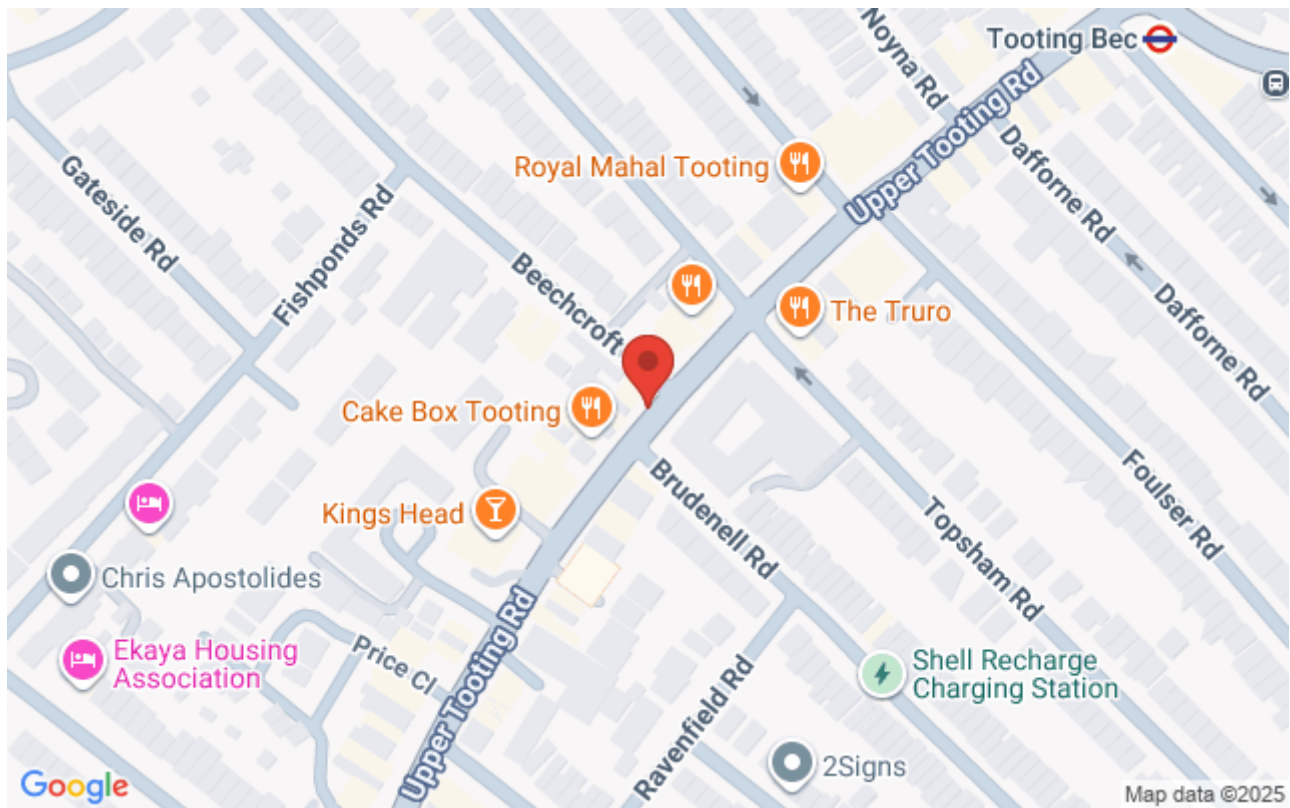 Tooting Bec
Noyna Rd
Upper Tooting Rd
Dafforne Rd
Royal Mahal Tooting
Gateside Rd
Fishponds Rd
Beechcroft
The Truro
Dafforne Rd
Cake Box Tooting
Brudenell Rd
Foulser Rd
Kings Head
Topsham Rd
Chris Apostolides
Upper Tooting Rd
Price Cl
Ekaya Housing
Association
Shell Recharge
Charging Station
Ravenfield Rd
2Signs
Google
Map data ©2025